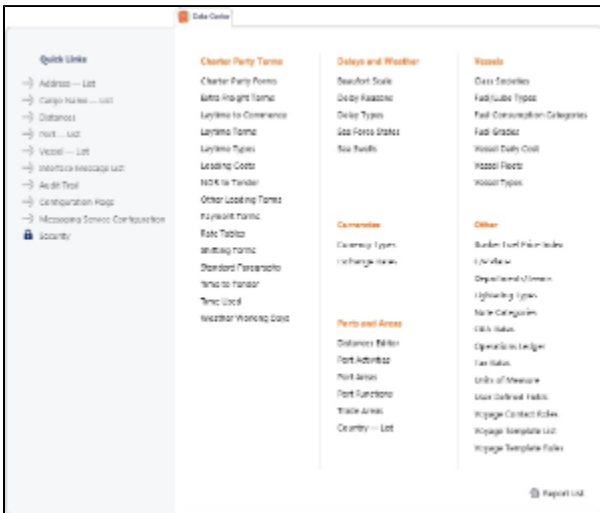 Data Center
Quick Links
Address — List
Cargo Name — List
Distances
Port — List
Vessel — List
Interface Message List
Audit Trail
Configuration Flags
Messaging Service Configuration
Security
Charter Party Terms
Charter Party Forms
Extra Freight Terms
Laytime to Commence
Laytime Terms
Laytime Types
Loading Costs
NOR to Tender
Other Loading Terms
Payment Terms
Rate Tables
Shifting Terms
Standard Paragraphs
Time to Tender
Time Used
Weather Working Days
Delays and Weather
Beaufort Scale
Delay Reasons
Delay Types
Sea Force States
Sea Swells
Currencies
Currency Types
Exchange Rates
Ports and Areas
Distances Editor
Port Activities
Port Areas
Port Functions
Trade Areas
Country — List
Vessels
Class Societies
Fuel/Lube Types
Fuel Consumption Categories
Fuel Grades
Vessel Daily Cost
Vessel Fleets
Vessel Types
Other
Bunker Fuel Price Index
Departments/Teams
Lightering Types
Note Categories
Rates
Operations Ledger
Tax Rates
Units of Measure
User Defined Fields
Voyage Contact Roles
Voyage Template List
Voyage Template Rules
Report List